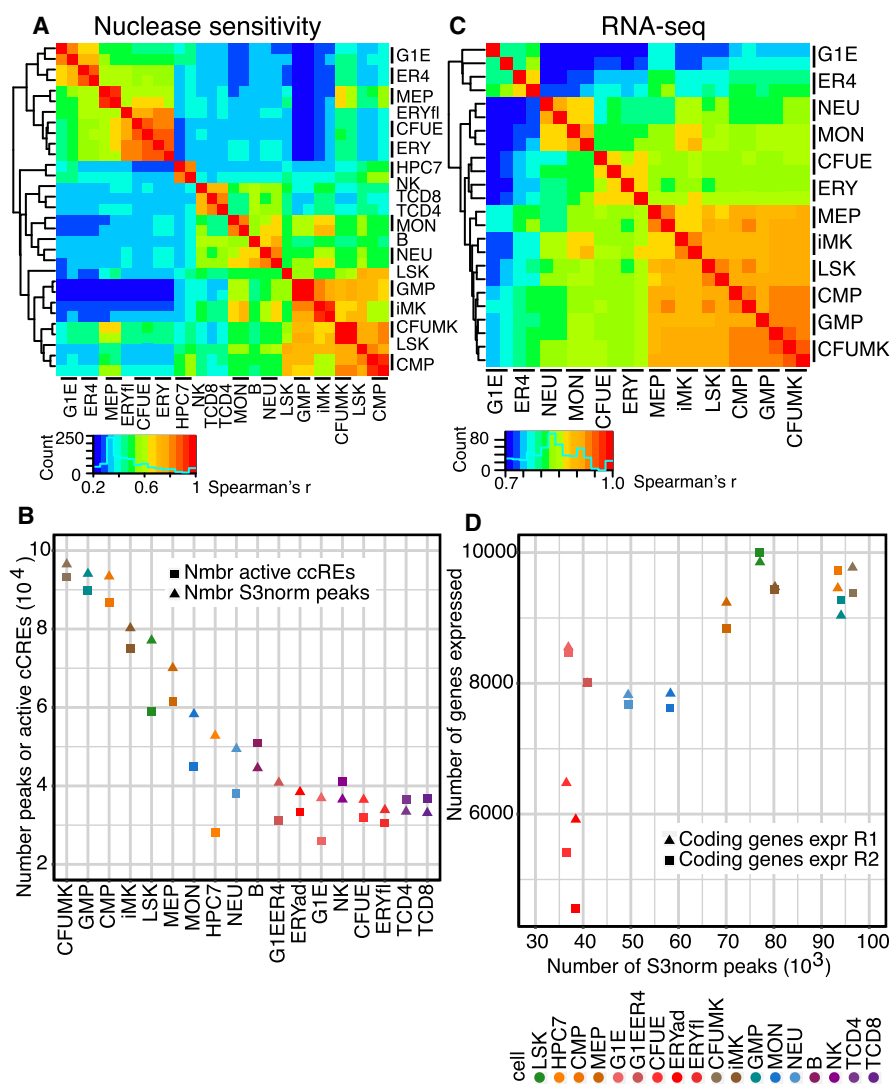 A Nuclease sensitivity
G1E
ER4
MEP
ERYfl
CFUE
ERY
HPC7
NK
TCD8
TCD4
MON
B
NEU
LSK
GMP
iMK
CFUMK
LSK
CMP
G1E
ER4
MEP
ERYfl
CFUE
ERY
HPC7
NK
TCD8
TCD4
MON
B
NEU
LSK
GMP
iMK
CFUMK
LSK
CMP
Count
250
0
0.2 0.6 1 Spearman's r
C RNA-seq
G1E
ER4
NEU
MON
CFUE
ERY
MEP
iMK
LSK
CMP
GMP
CFUMK
G1E
ER4
NEU
MON
CFUE
ERY
MEP
iMK
LSK
CMP
GMP
CFUMK
Count
80
0
0.7 1.0 Spearman's r
B
Number peaks or active cCREs (10^4)
10
8
6
4
2
Nmbr active ccREs
Nmbr S3norm peaks
CFUMK
GMP
CMP
iMK
LSK
MEP
MON
HPC7
NEU
B
G1EER4
ERYad
G1E
NK
CFUE
ERYfl
TCD4
TCD8
D
Number of genes expressed
10000
8000
6000
Coding genes expr R1
Coding genes expr R2
30 40 50 60 70 80 90 100
Number of S3norm peaks (10^3)
cell
LSK
HPC7
CMP
MEP
G1E
G1EER4
CFUE
ERYad
ERYfl
CFUMK
iMK
GMP
MON
NEU
B
NK
TCD4
TCD8